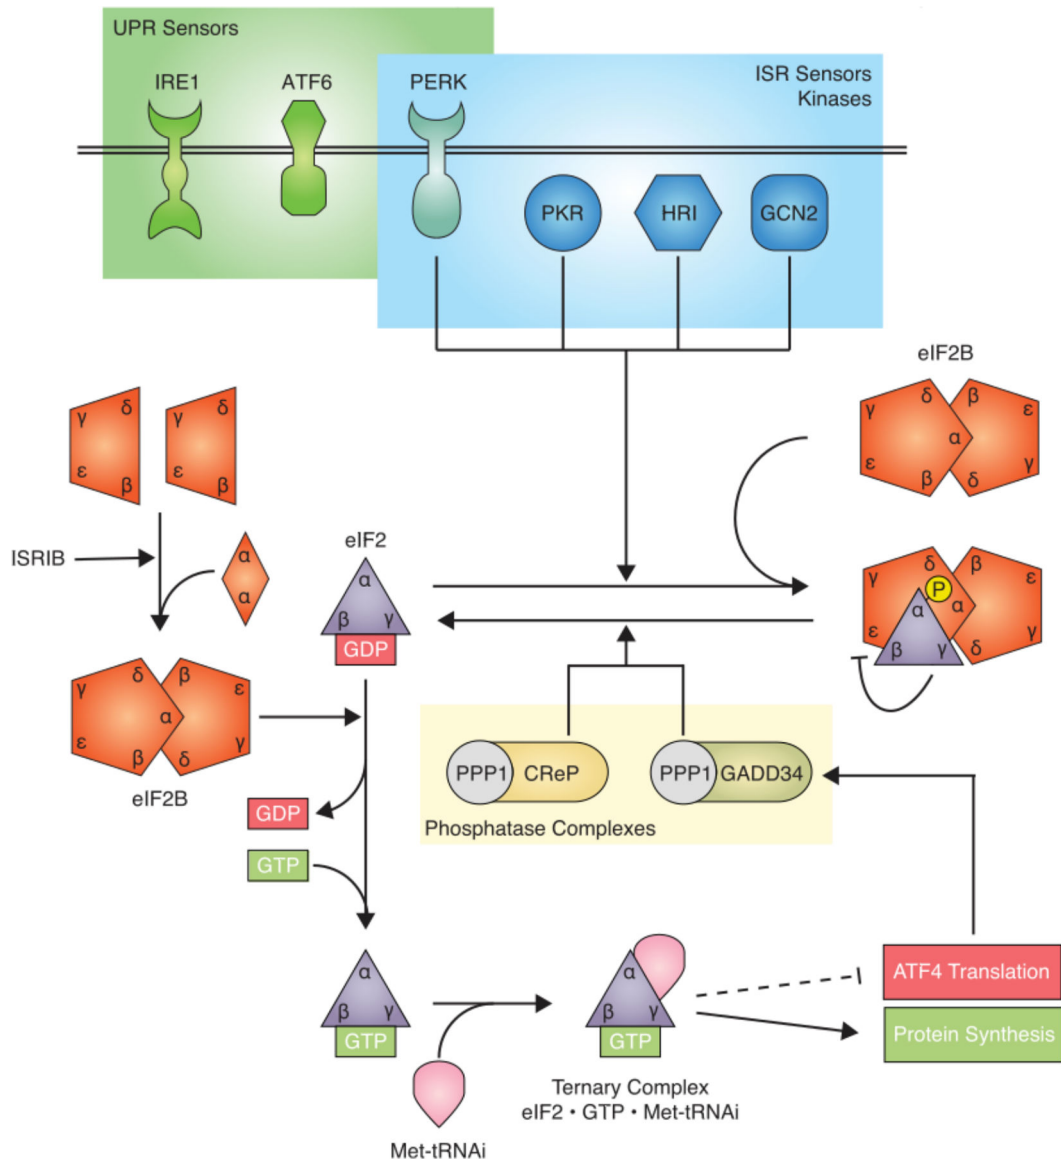 UPR Sensors
IRE1
ATF6
PERK
ISR Sensors
Kinases
PKR
HRI
GCN2
eIF2B
γ δ
ε β
γ δ
ε β
γ δ β ε
α
ε β δ γ
ISRIB
α
α
eIF2
α
β γ
GDP
γ δ β ε
P
α α
ε β γ δ γ
γ δ β ε
α
ε β δ γ
eIF2B
PPP1 CReP
PPP1 GADD34
Phosphatase Complexes
GDP
GTP
α
β γ
GTP
α
β γ
GTP
ATF4 Translation
Protein Synthesis
Met-tRNAi
Ternary Complex
eIF2 • GTP • Met-tRNAi